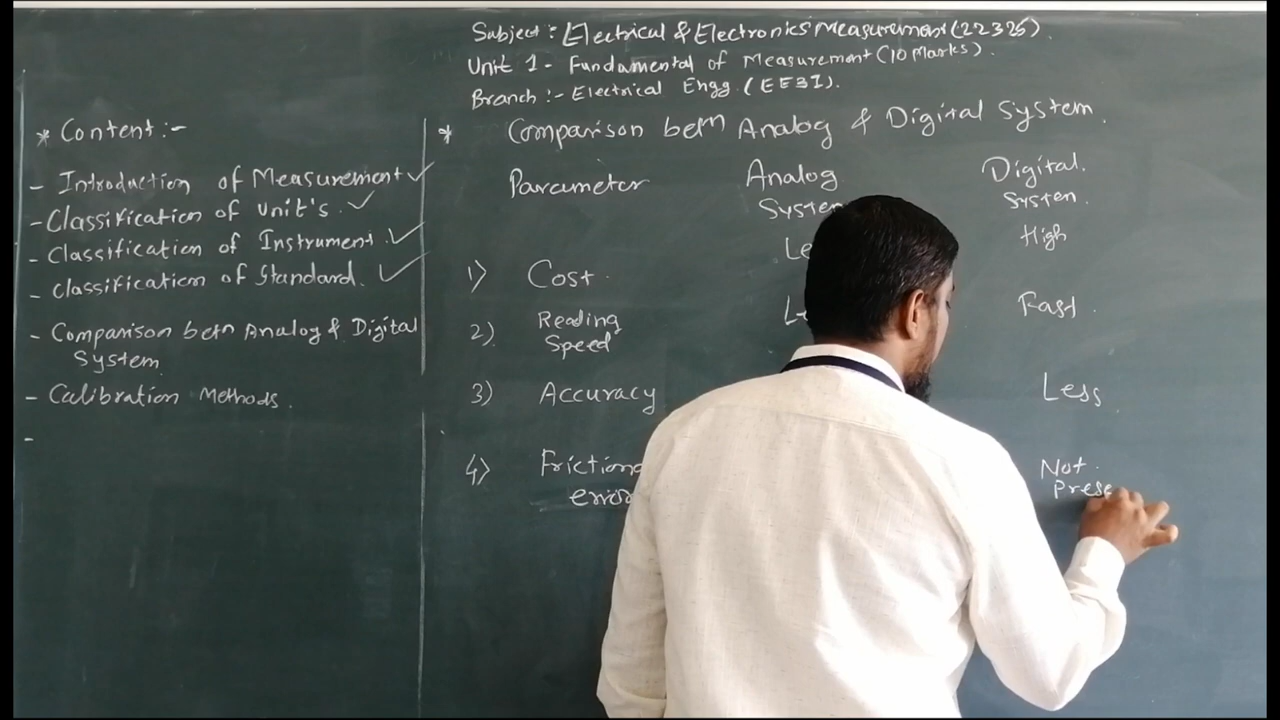 Subject :- Electrical & Electronics Measurement (22325).
Unit 1 - Fundamental of Measurement (10 Marks).
Branch :- Electrical Engg. (EE3I).
* Content :-
- Introduction of Measurement ✓
- Classification of Unit's. ✓
- Classification of Instrument. ✓
- Classification of Standard. ✓
- Comparison betn Analog & Digital
System.
- Calibration Methods.
-
* Comparison betn Analog & Digital System.
Parameter Analog Digital.
System System.
1) Cost. High
2). Reading Fast.
Speed
3) Accuracy Less.
4) Not.
error